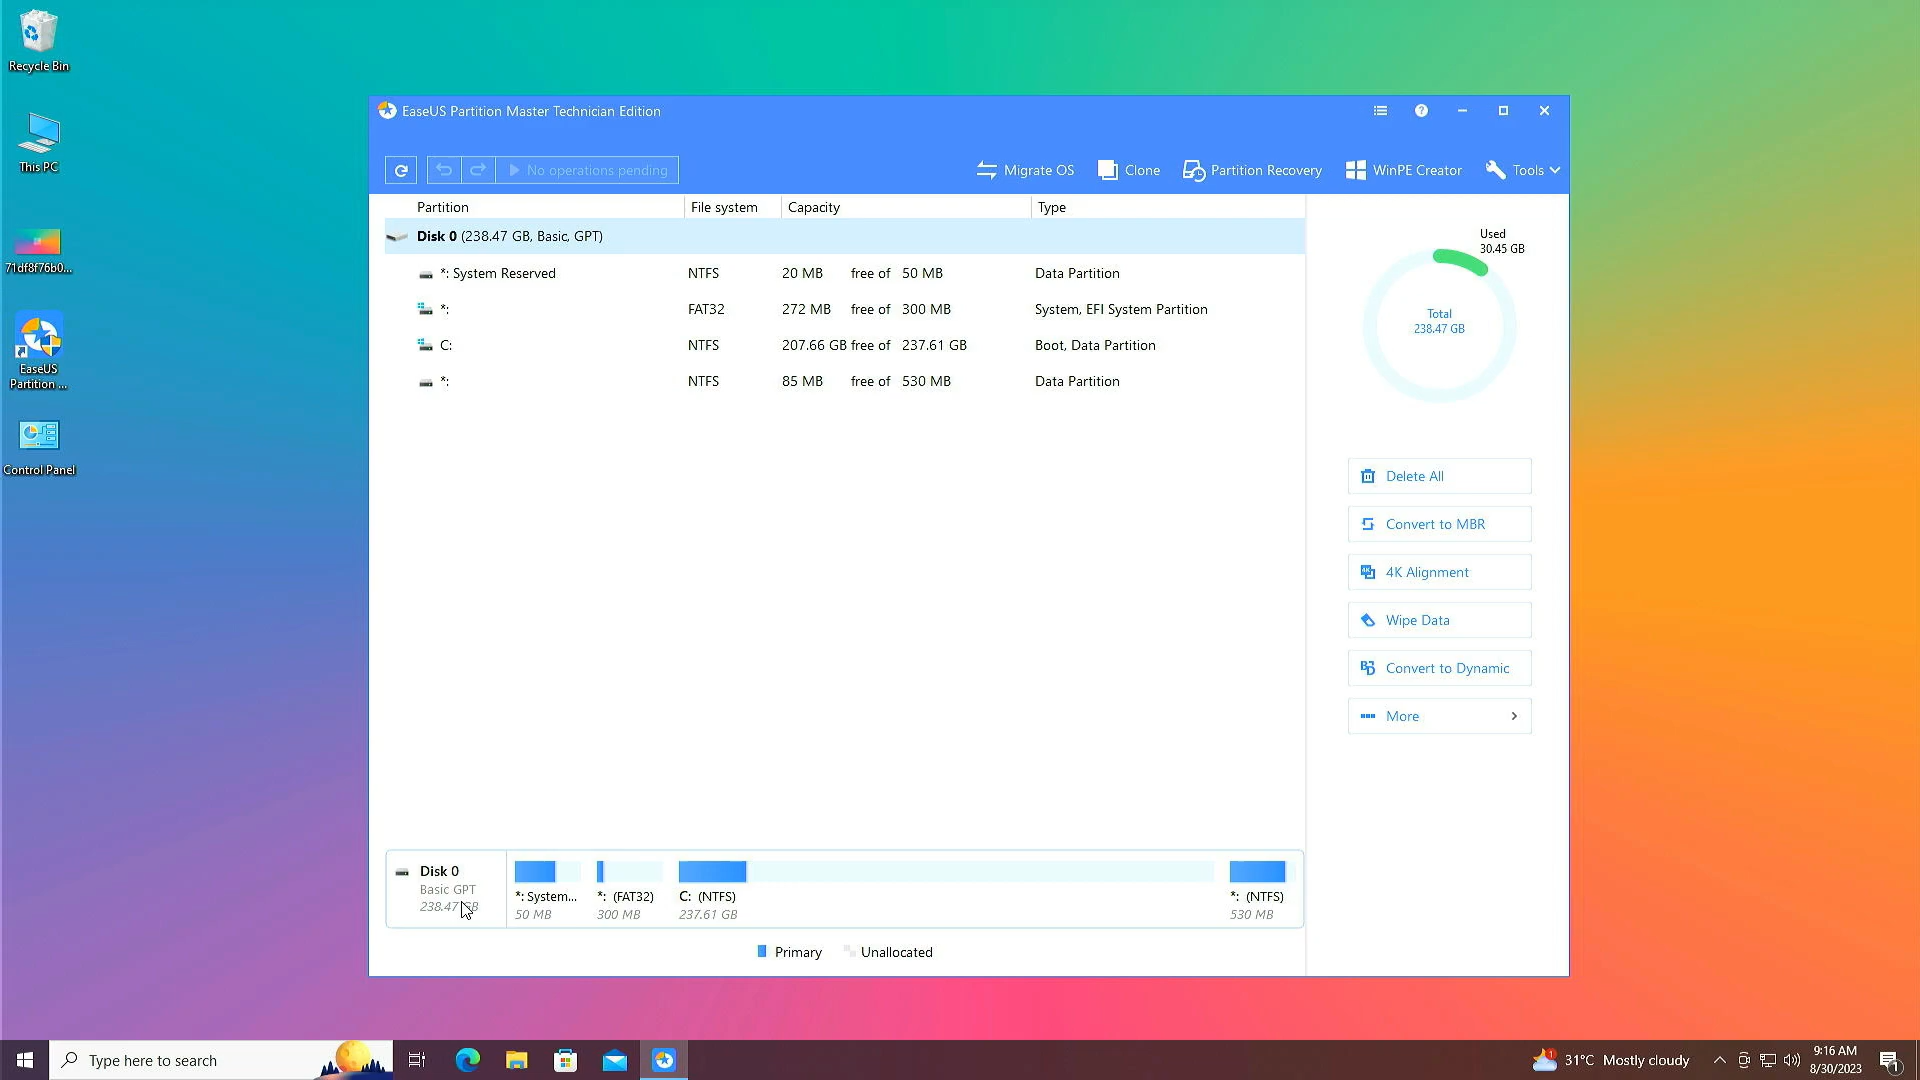 Recycle Bin
This PC
71df8f76b0...
EaseUS
Partition ...
Control Panel
EaseUS Partition Master Technician Edition
No operations pending
Migrate OS
Clone
Partition Recovery
WinPE Creator
Tools
Partition File system Capacity Type
Disk 0 (238.47 GB, Basic, GPT)
*: System Reserved NTFS 20 MB free of 50 MB Data Partition
*: FAT32 272 MB free of 300 MB System, EFI System Partition
C: NTFS 207.66 GB free of 237.61 GB Boot, Data Partition
*: NTFS 85 MB free of 530 MB Data Partition
Used
30.45 GB
Total
238.47 GB
Delete All
Convert to MBR
4K Alignment
Wipe Data
Convert to Dynamic
More
Disk 0
Basic GPT
238.47 GB
*: System...
50 MB
*: (FAT32)
300 MB
C: (NTFS)
237.61 GB
*: (NTFS)
530 MB
Primary
Unallocated
Type here to search
1
31°C Mostly cloudy
9:16 AM
8/30/2023
1